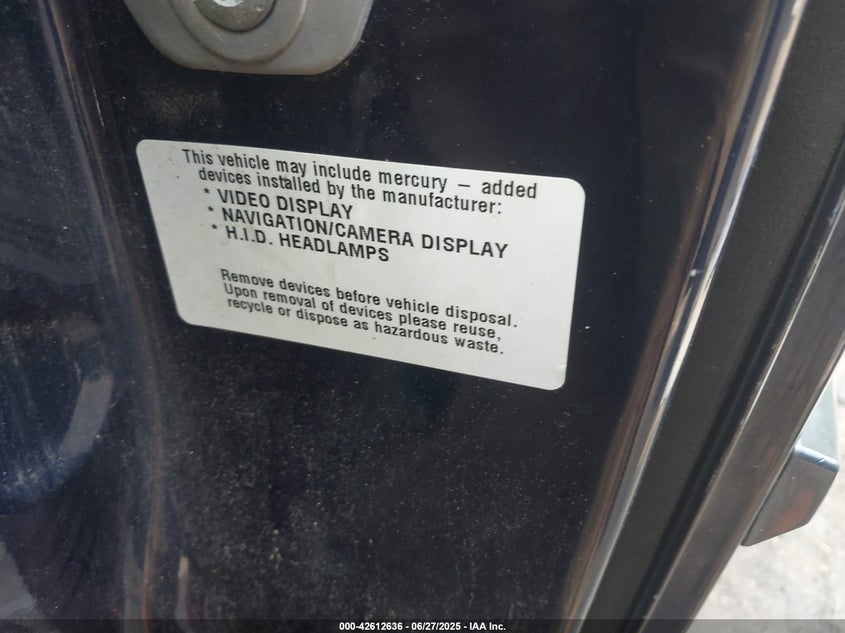 This vehicle may include mercury – added
devices installed by the manufacturer:
* VIDEO DISPLAY
* NAVIGATION/CAMERA DISPLAY
* H.I.D. HEADLAMPS
Remove devices before vehicle disposal.
Upon removal of devices please reuse,
recycle or dispose as hazardous waste.
000-42612636 - 06/27/2025 - IAA Inc.